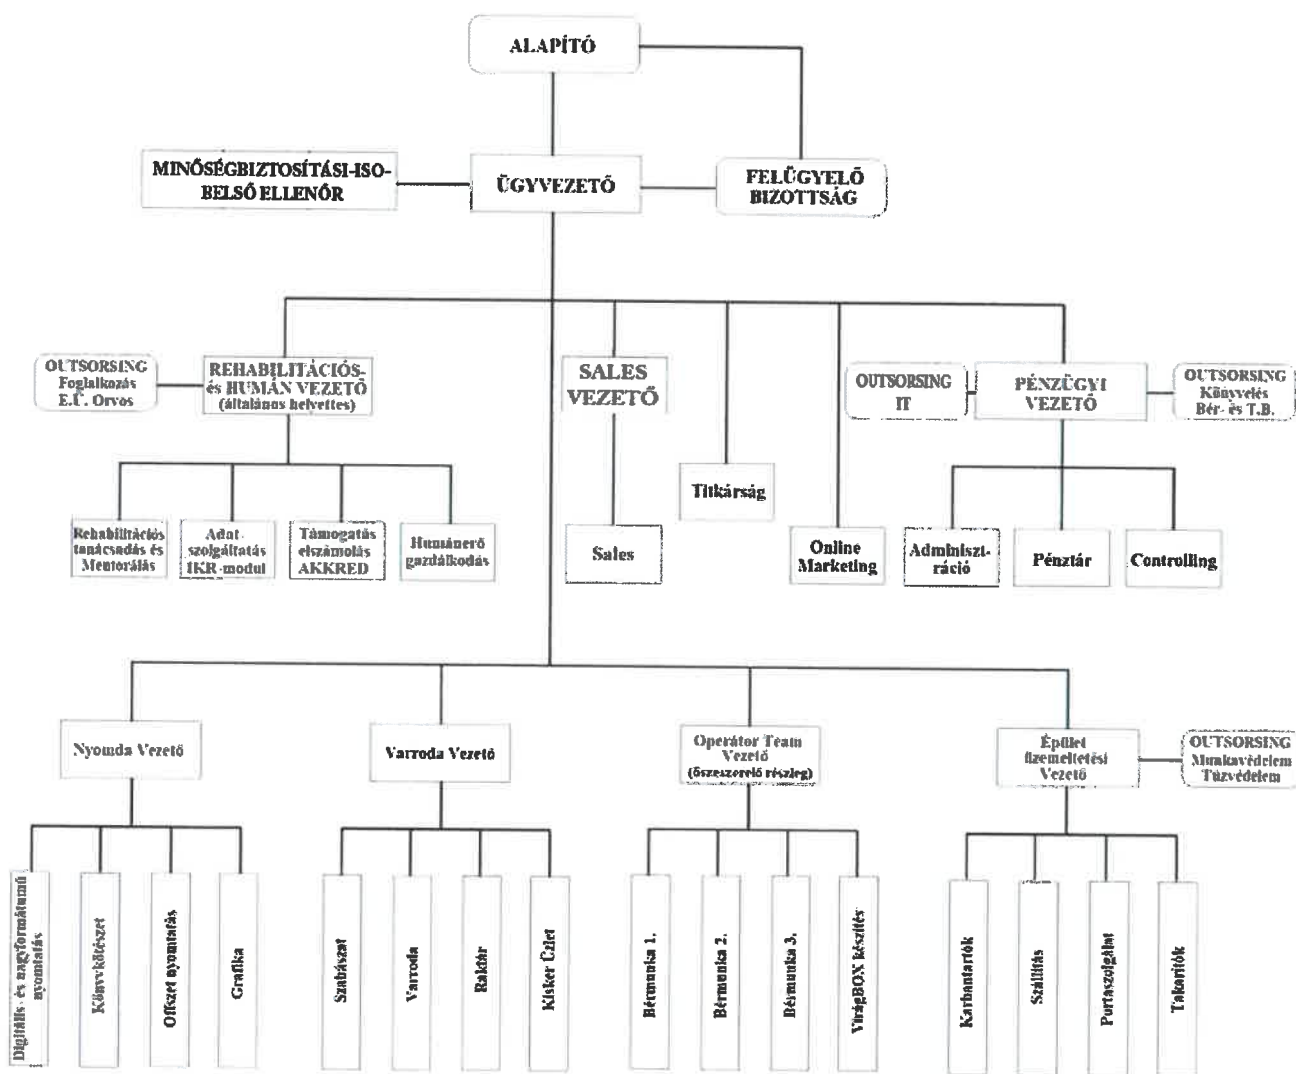 ALAPÍTÓ
MINŐSÉGBIZTOSÍTÁSI-ISO-
BELSŐ ELLENŐR
ÜGYVEZETŐ
FELÜGYELŐ
BIZOTTSÁG
OUTSORSING
Foglalkozás
E.Ü. Orvos
REHABILITÁCIÓS-
és HUMÁN VEZETŐ
(általános helyettes)
SALES
VEZETŐ
OUTSORSING
IT
PÉNZÜGYI
VEZETŐ
OUTSORSING
Könyvelés
Bér- és T.B.
Rehabilitációs
tanácsadás és
Mentorálás
Adat-
szolgáltatás
IKR-modul
Támogatás
elszámolás
AKKRED
Humánerő
gazdálkodás
Sales
Titkárság
Online
Marketing
Adminiszt-
ráció
Pénztár
Controlling
Nyomda Vezető
Varroda Vezető
Operátor Team
Vezető
(őszeszerelő részleg)
Épület
üzemeltetési
Vezető
OUTSORSING
Munkavédelem
Tűzvédelem
Digitális- és nagyformátumú
nyomtatás
Könyvkötészet
Offszet nyomtatás
Grafika
Szabászat
Varroda
Raktár
Kisker Üzlet
Bérmunka 1.
Bérmunka 2.
Bérmunka 3.
VirágBOX készítés
Karbantartók
Szállítás
Portaszolgálat
Takarítók